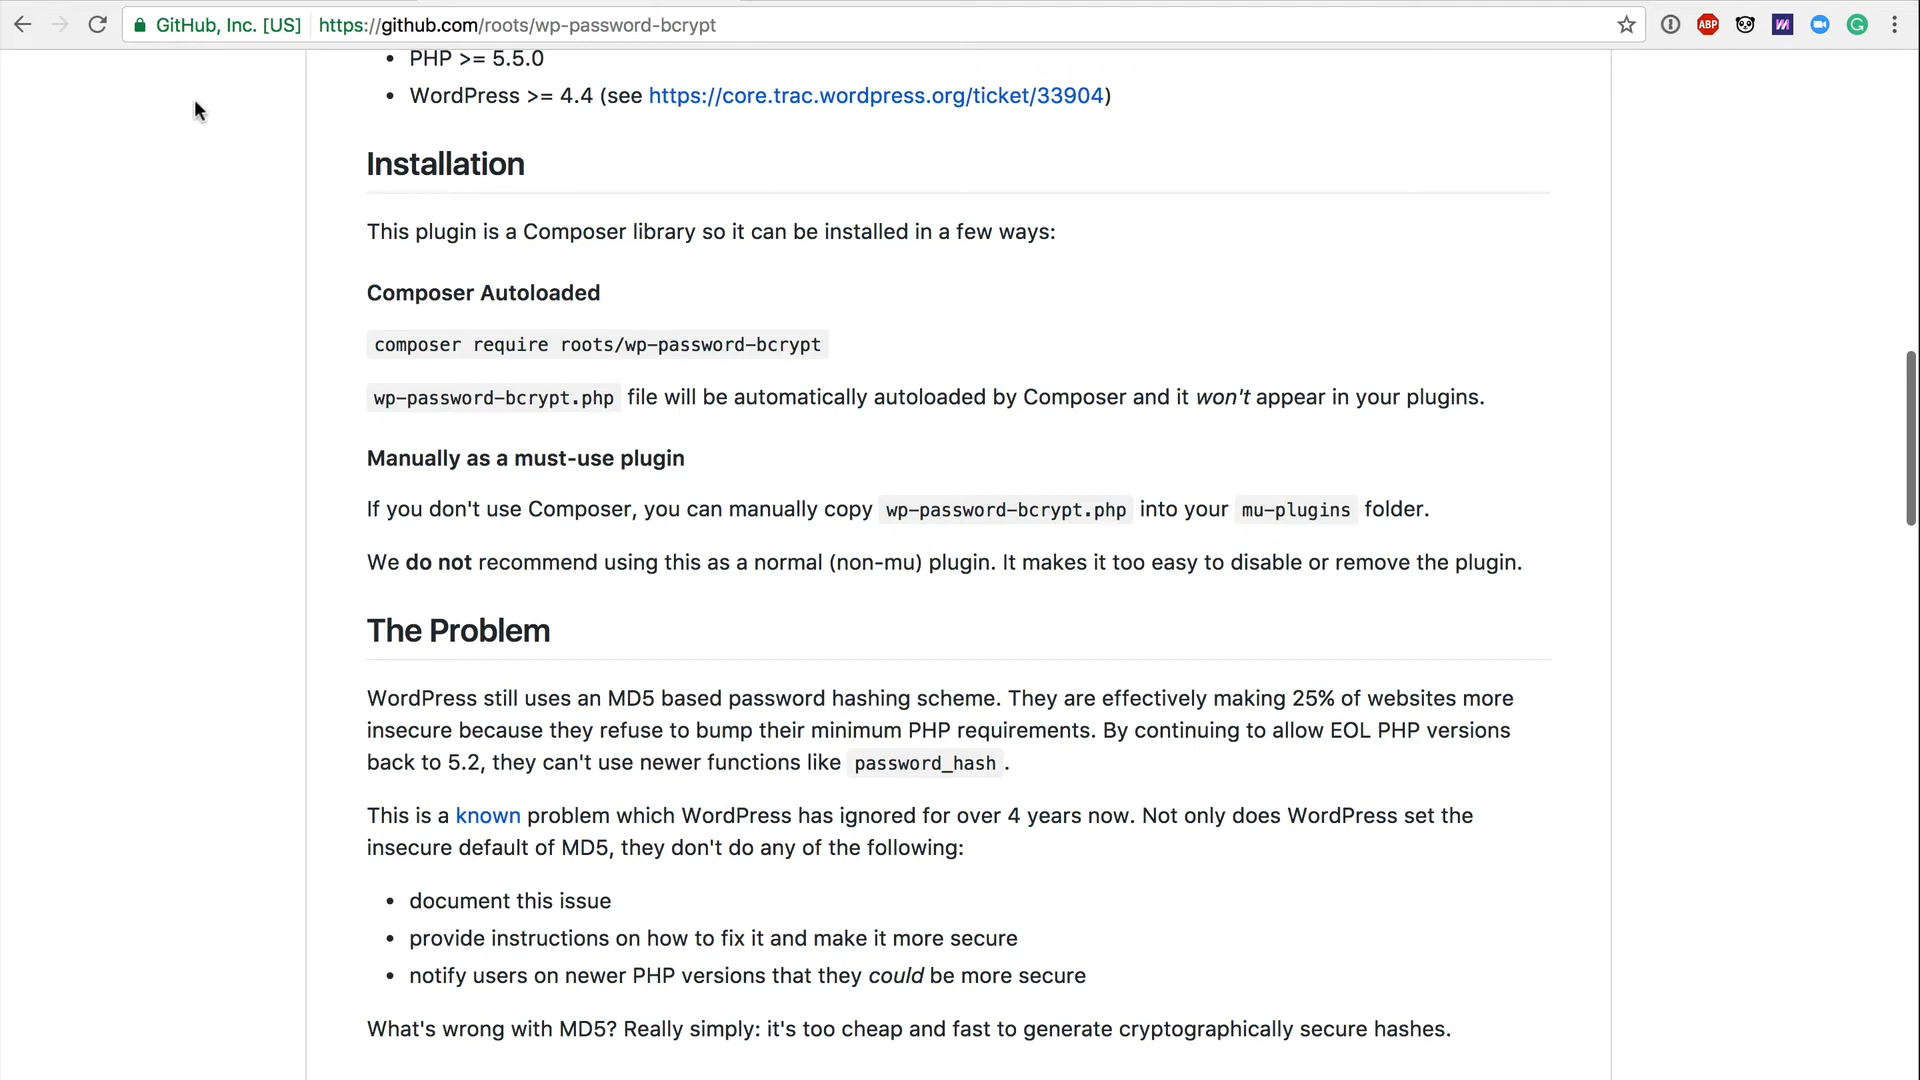 GitHub, Inc. [US] https://github.com/roots/wp-password-bcrypt
ABP
PHP >= 5.5.0
WordPress >= 4.4 (see https://core.trac.wordpress.org/ticket/33904)
Installation
This plugin is a Composer library so it can be installed in a few ways:
Composer Autoloaded
composer require roots/wp-password-bcrypt
wp-password-bcrypt.php file will be automatically autoloaded by Composer and it won't appear in your plugins.
Manually as a must-use plugin
If you don't use Composer, you can manually copy wp-password-bcrypt.php into your mu-plugins folder.
We do not recommend using this as a normal (non-mu) plugin. It makes it too easy to disable or remove the plugin.
The Problem
WordPress still uses an MD5 based password hashing scheme. They are effectively making 25% of websites more
insecure because they refuse to bump their minimum PHP requirements. By continuing to allow EOL PHP versions
back to 5.2, they can't use newer functions like password_hash.
This is a known problem which WordPress has ignored for over 4 years now. Not only does WordPress set the
insecure default of MD5, they don't do any of the following:
document this issue
provide instructions on how to fix it and make it more secure
notify users on newer PHP versions that they could be more secure
What's wrong with MD5? Really simply: it's too cheap and fast to generate cryptographically secure hashes.